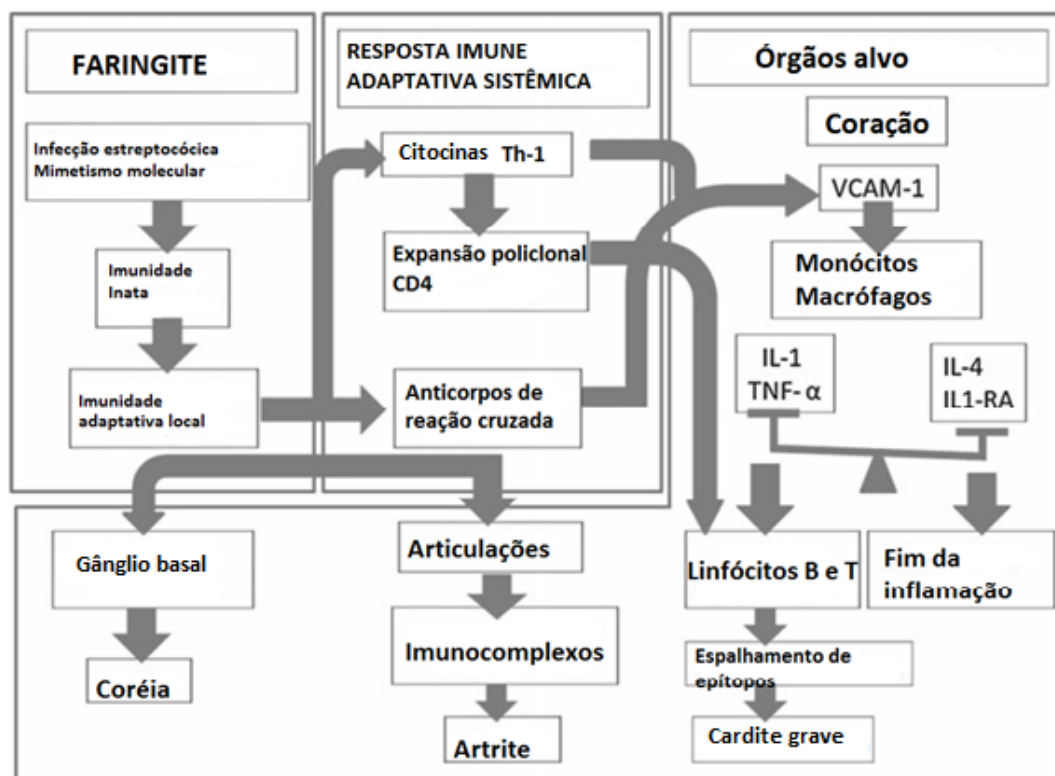 FARINGITE
Infecção estreptocócica
Mimetismo molecular
Imunidade
Inata
Imunidade
adaptativa local
RESPOSTA IMUNE
ADAPTATIVA SISTÊMICA
Citocinas Th-1
Expansão policlonal
CD4
Anticorpos de
reação cruzada
Órgãos alvo
Coração
VCAM-1
Monócitos
Macrófagos
IL-1
TNF- α
IL-4
IL1-RA
Linfócitos B e T
Fim da
inflamação
Espalhamento de
epítopos
Cardite grave
Gânglio basal
Coréia
Articulações
Imunocomplexos
Artrite